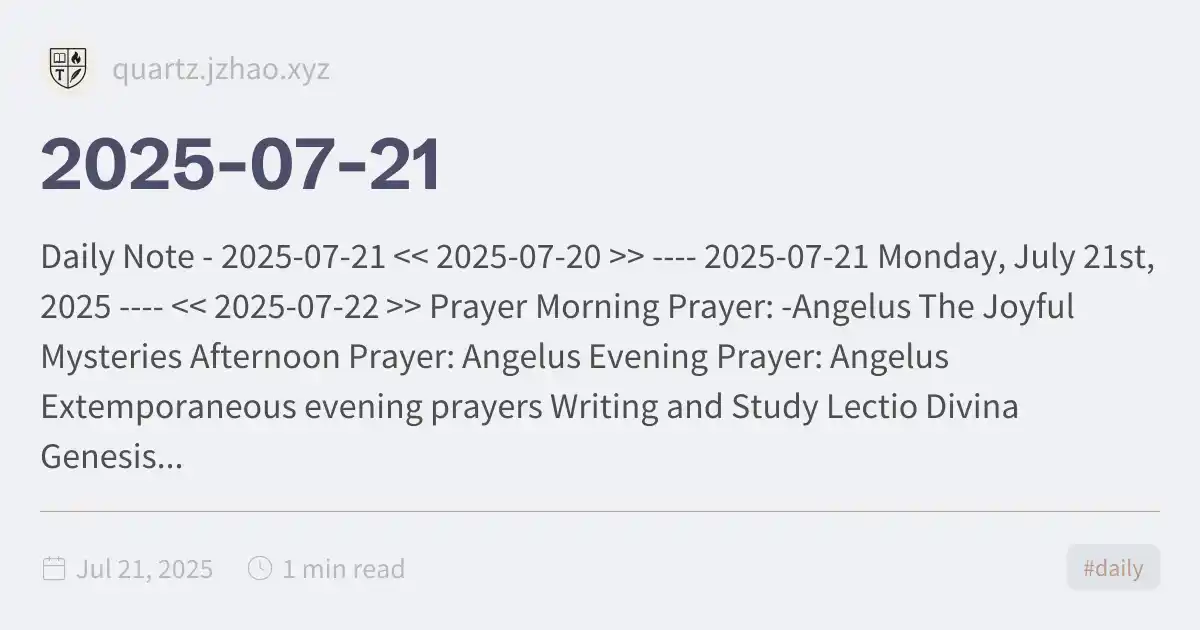 T
quartz.jzhao.xyz
2025-07-21
Daily Note - 2025-07-21 << 2025-07-20 >> ---- 2025-07-21 Monday, July 21st,
2025 ---- << 2025-07-22 >> Prayer Morning Prayer: -Angelus The Joyful
Mysteries Afternoon Prayer: Angelus Evening Prayer: Angelus
Extemporaneous evening prayers Writing and Study Lectio Divina
Genesis...
Jul 21, 2025 1 min read #daily